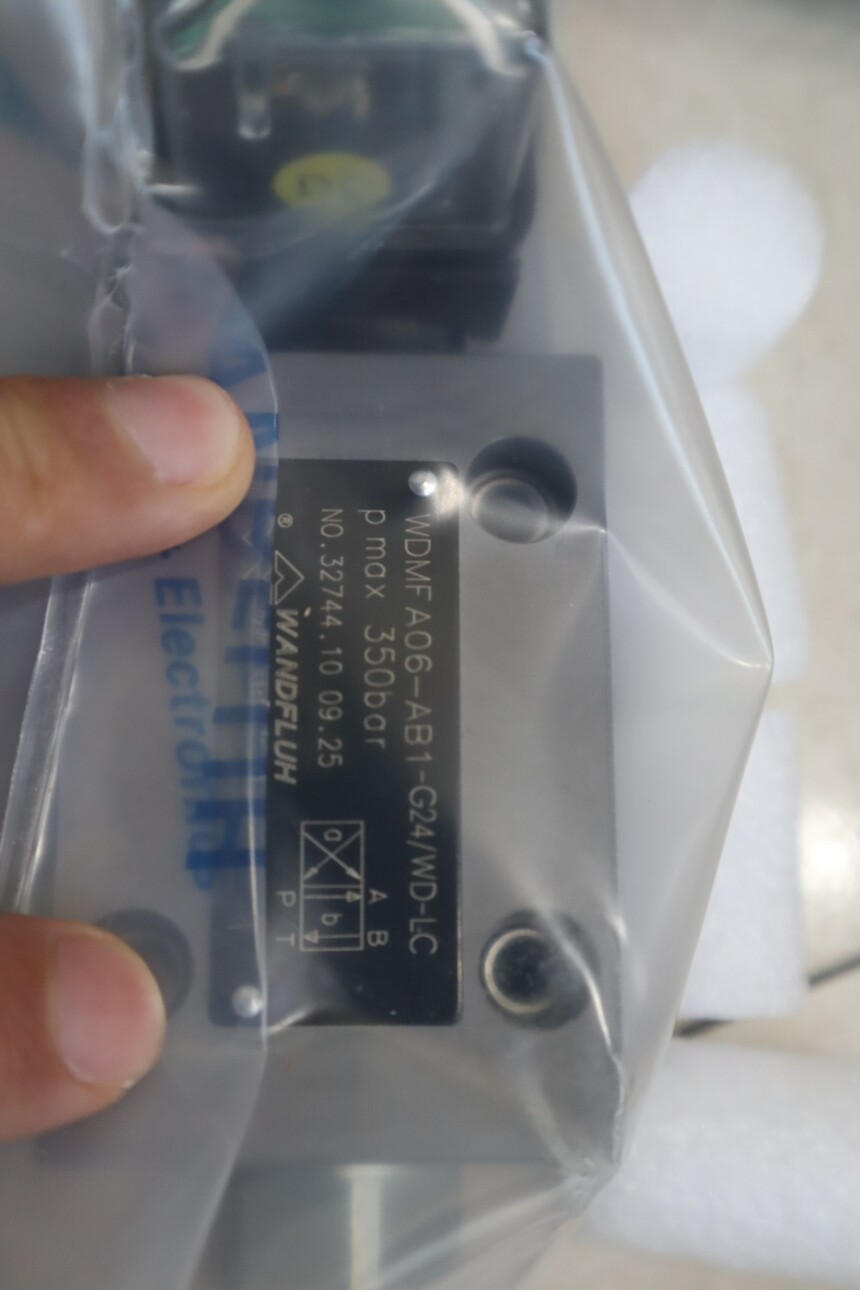 WDMFA06-AB1-G24/WD-LC
p max 350bar
NO.32744.10 09.25
® WANDFLUH
A B
a b
P T
Electron